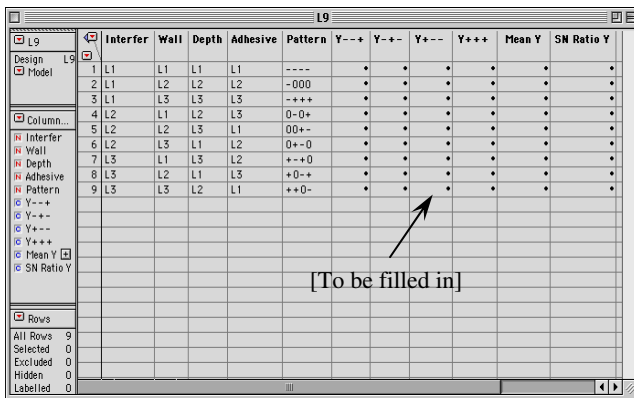 L9
L9
Design L9
Model
Column...
Interfer
Wall
Depth
Adhesive
Pattern
Y--+
Y-+-
Y+--
Y+++
Mean Y
SN Ratio Y
Rows
All Rows 9
Selected 0
Excluded 0
Hidden 0
Labelled 0
Interfer Wall Depth Adhesive Pattern Y--+ Y-+- Y+-- Y+++ Mean Y SN Ratio Y
1 L1 L1 L1 L1 ---- • • • • • •
2 L1 L2 L2 L2 -000 • • • • • •
3 L1 L3 L3 L3 -+++ • • • • • •
4 L2 L1 L2 L3 0-0+ • • • • • •
5 L2 L2 L3 L1 00+- • • • • • •
6 L2 L3 L1 L2 0+-0 • • • • • •
7 L3 L1 L3 L2 +-+0 • • • • • •
8 L3 L2 L1 L3 +0-+ • • • • • •
9 L3 L3 L2 L1 ++0- • • • • • •
[To be filled in]